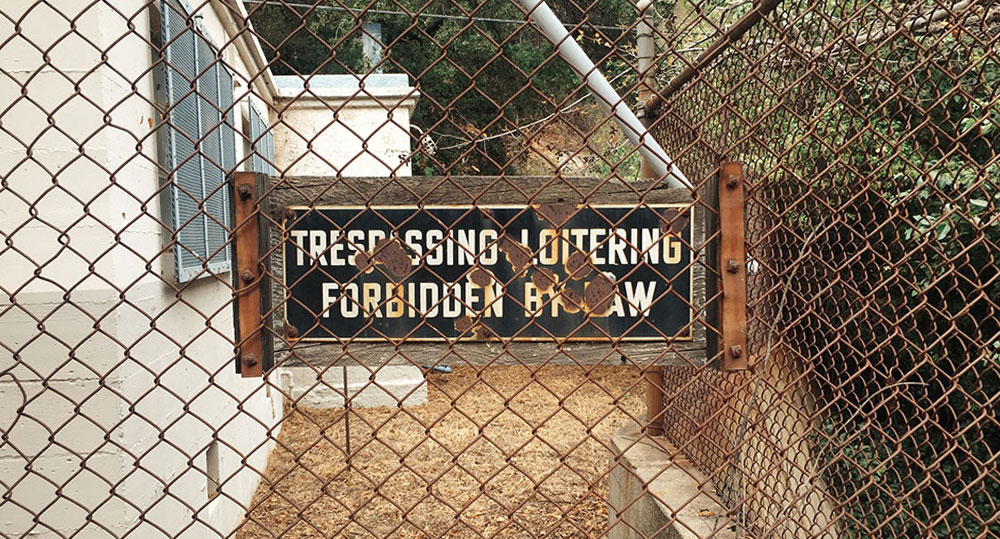 TRESPASSING - LOITERING
FORBIDDEN BY LAW